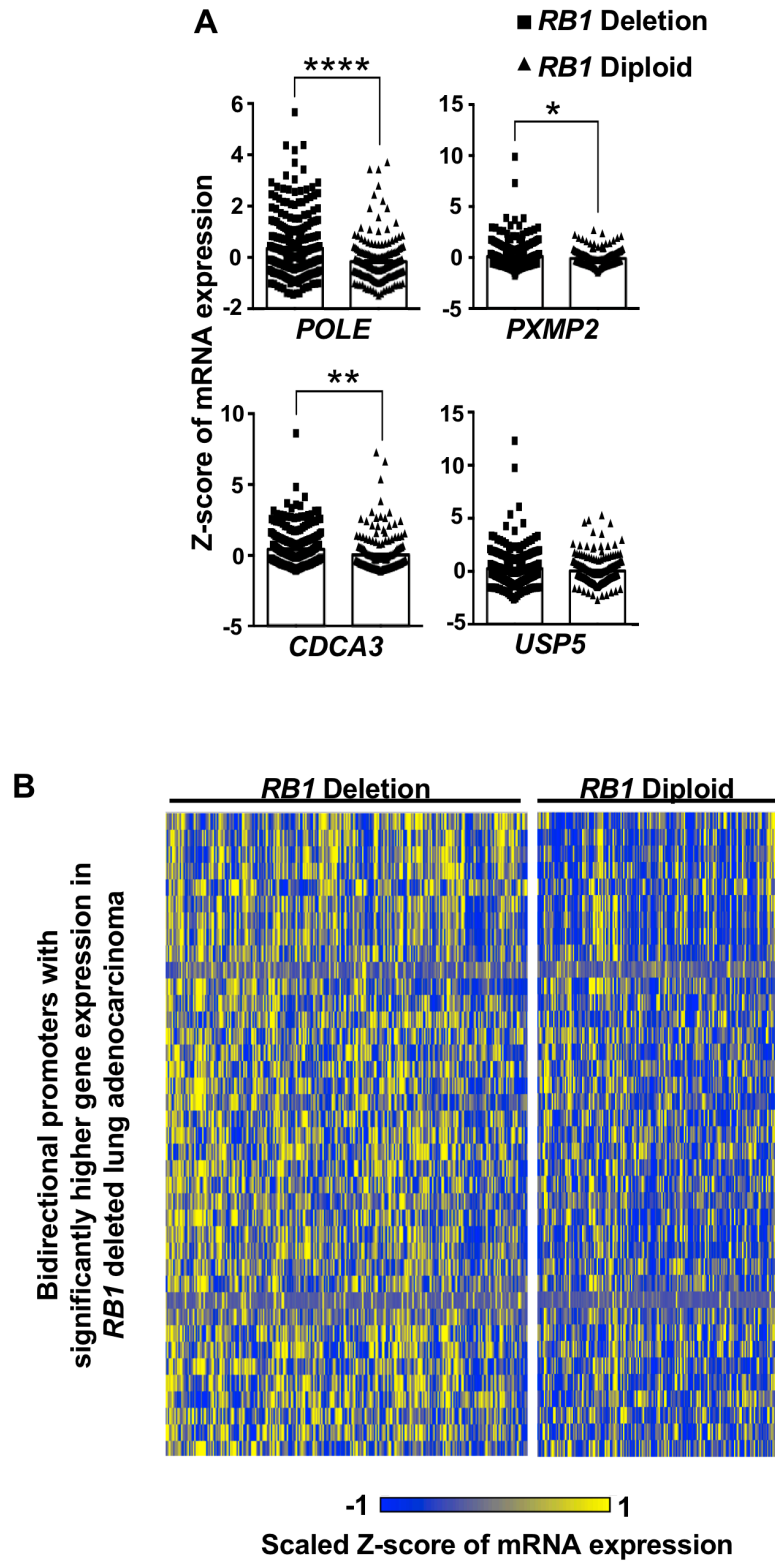 A
■ RB1 Deletion
▲ RB1 Diploid
Z-score of mRNA expression
****
6
4
2
0
-2
POLE
*
15
10
5
0
-5
PXMP2
**
10
5
0
-5
CDCA3
15
10
5
0
-5
USP5
B
RB1 Deletion
RB1 Diploid
Bidirectional promoters with
significantly higher gene expression in
RB1 deleted lung adenocarcinoma
-1
1
Scaled Z-score of mRNA expression